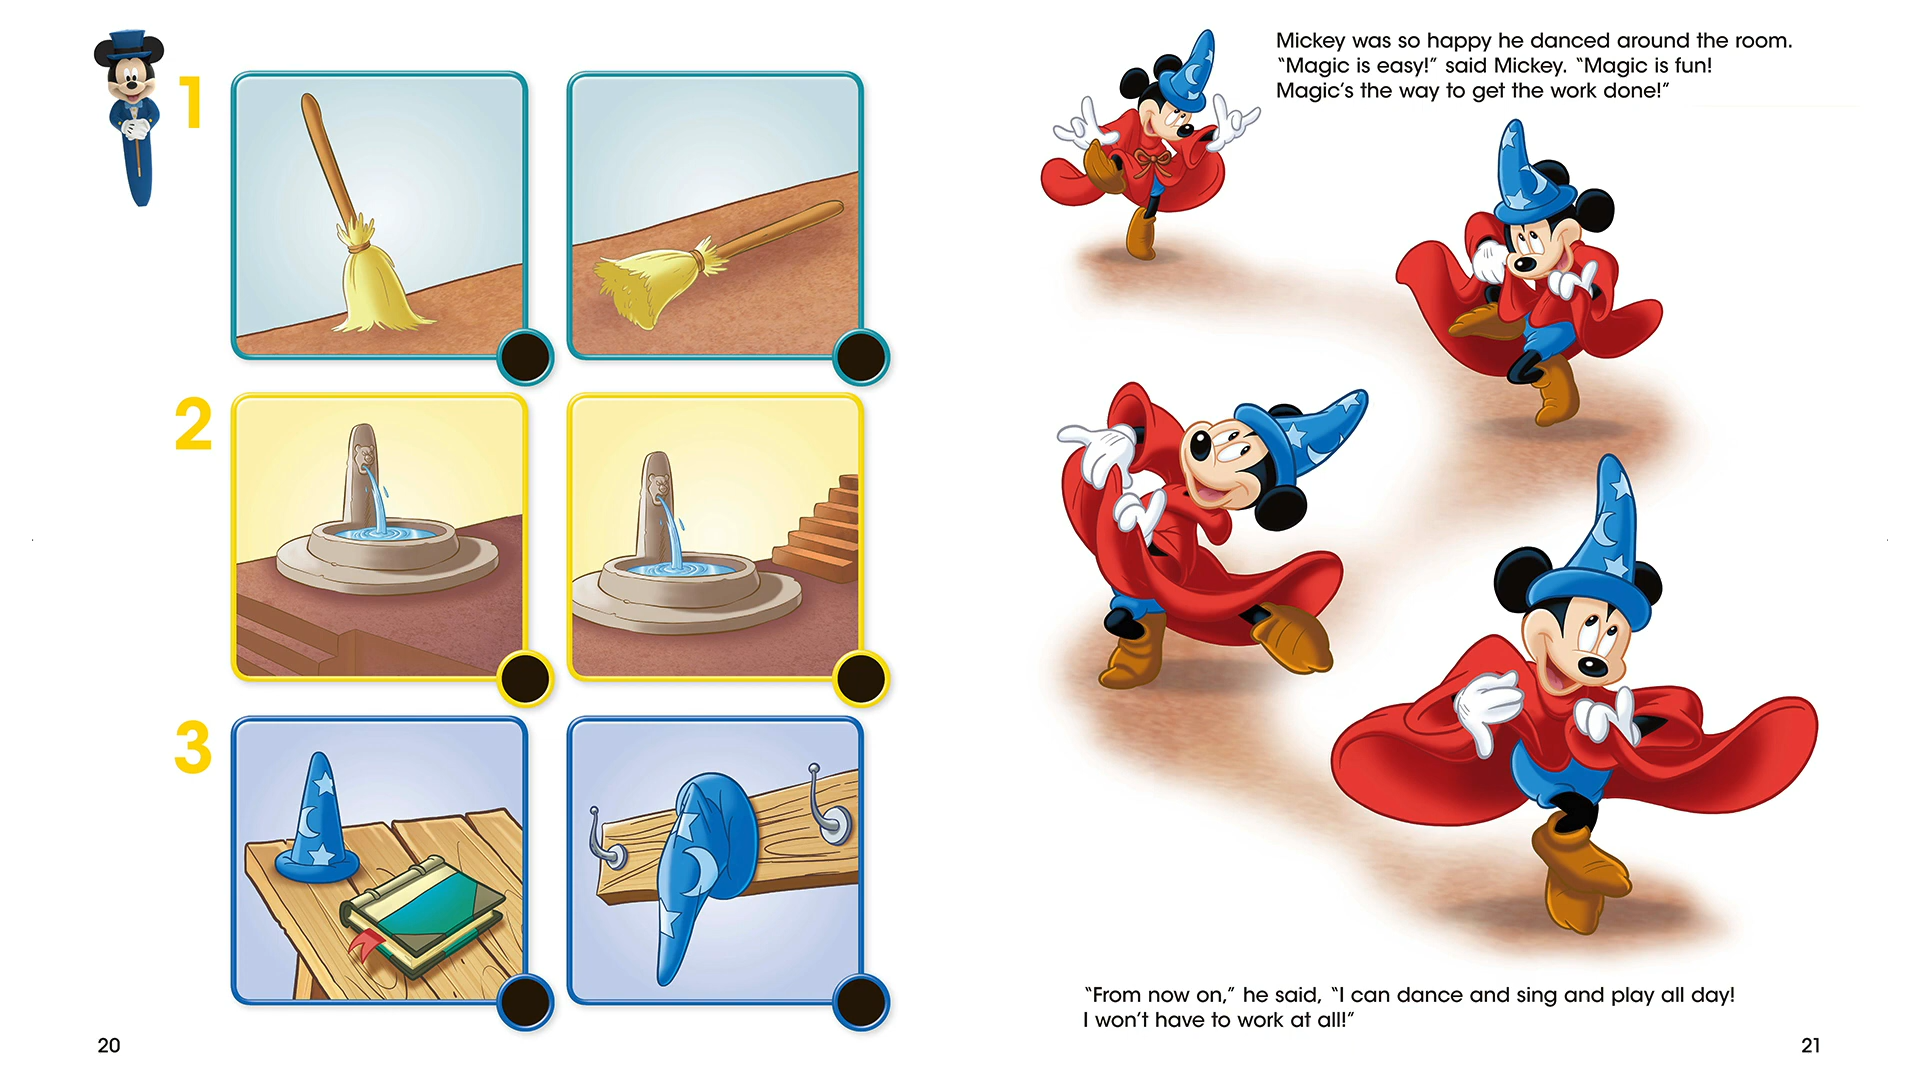 1
2
3
20
Mickey was so happy he danced around the room.
“Magic is easy!” said Mickey. “Magic is fun!
Magic’s the way to get the work done!”
“From now on,” he said, “I can dance and sing and play all day!
I won’t have to work at all!”
21